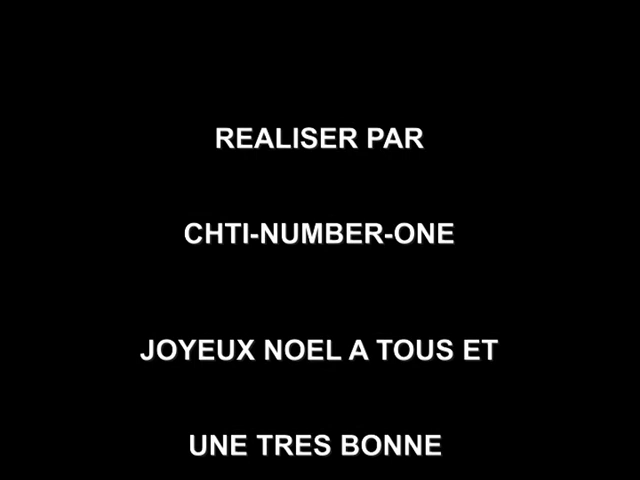 REALISER PAR
CHTI-NUMBER-ONE
JOYEUX NOEL A TOUS ET
UNE TRES BONNE